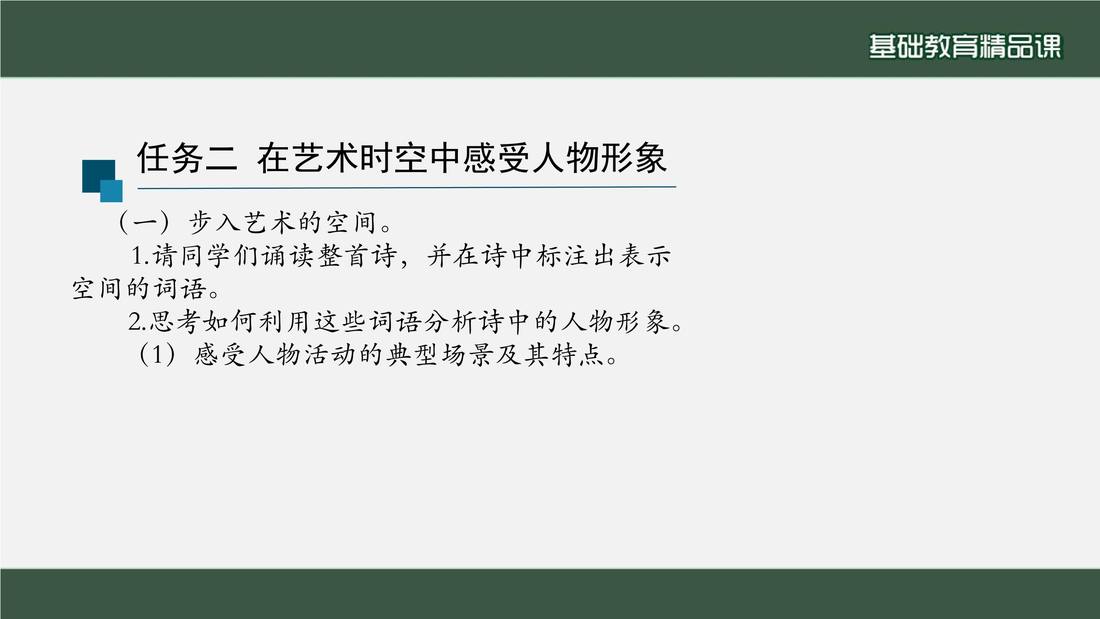 基础教育精品课
任务二 在艺术时空中感受人物形象
（一）步入艺术的空间。
1.请同学们诵读整首诗，并在诗中标注出表示
空间的词语。
2.思考如何利用这些词语分析诗中的人物形象。
（1）感受人物活动的典型场景及其特点。